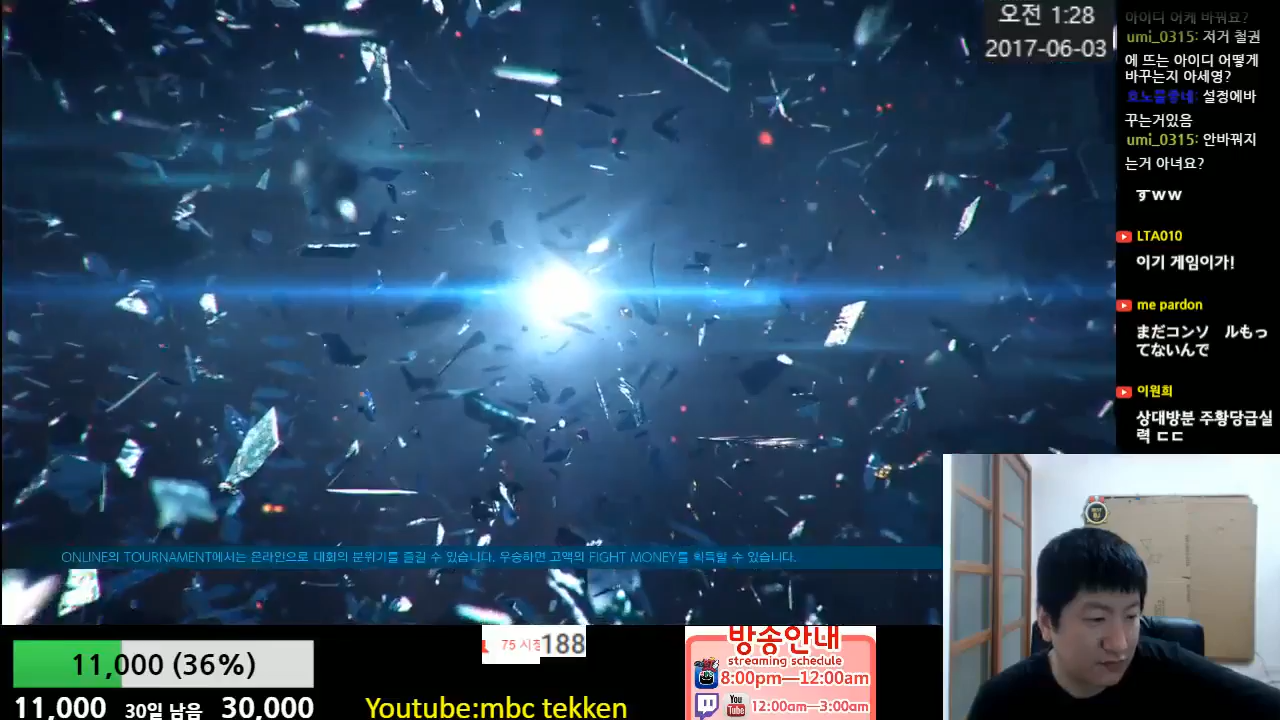 오전 1:28
2017-06-03
아이디 어케 바꿔요?
umi_0315: 저거 철권
에 뜨는 아이디 어떻게
바꾸는지 아세영?
설정에바
꾸는거있음
umi_0315: 안바꿔지
는거 아녀요?
すww
LTA010
이기 게임이가!
me pardon
まだコンソ ルもっ
てないんで
이원희
상대방분 주황당급실
력 ㄷㄷ
ONLINE의 TOURNAMENT에서는 온라인으로 대회의 분위기를 즐길 수 있습니다. 우승하면 고액의 FIGHT MONEY를 획득할 수 있습니다.
11,000 (36%)
11,000 30일 남음 30,000
75 시청
188
Youtube:mbc tekken
방송안내
streaming schedule
8:00pm—12:00am
You Tube
12:00am—3:00am